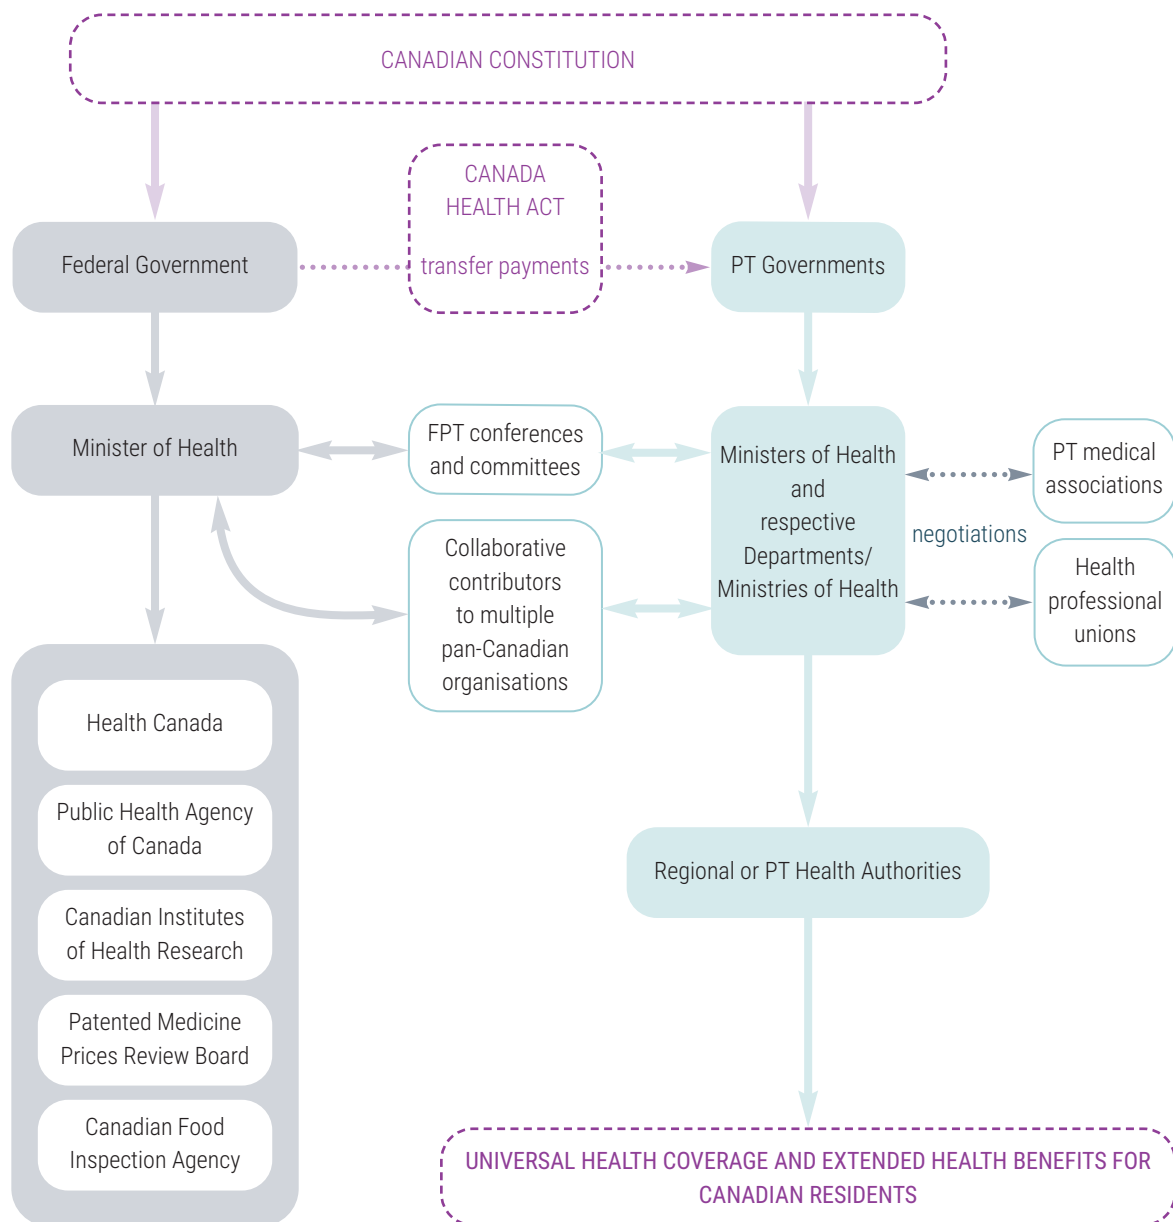 CANADIAN CONSTITUTION
CANADA
HEALTH ACT
transfer payments
Federal Government
PT Governments
Minister of Health
FPT conferences
and committees
Ministers of Health
and
respective
Departments/
Ministries of Health
PT medical
associations
negotiations
Health
professional
unions
Collaborative
contributors
to multiple
pan-Canadian
organisations
Health Canada
Public Health Agency
of Canada
Canadian Institutes
of Health Research
Patented Medicine
Prices Review Board
Canadian Food
Inspection Agency
Regional or PT Health Authorities
UNIVERSAL HEALTH COVERAGE AND EXTENDED HEALTH BENEFITS FOR
CANADIAN RESIDENTS